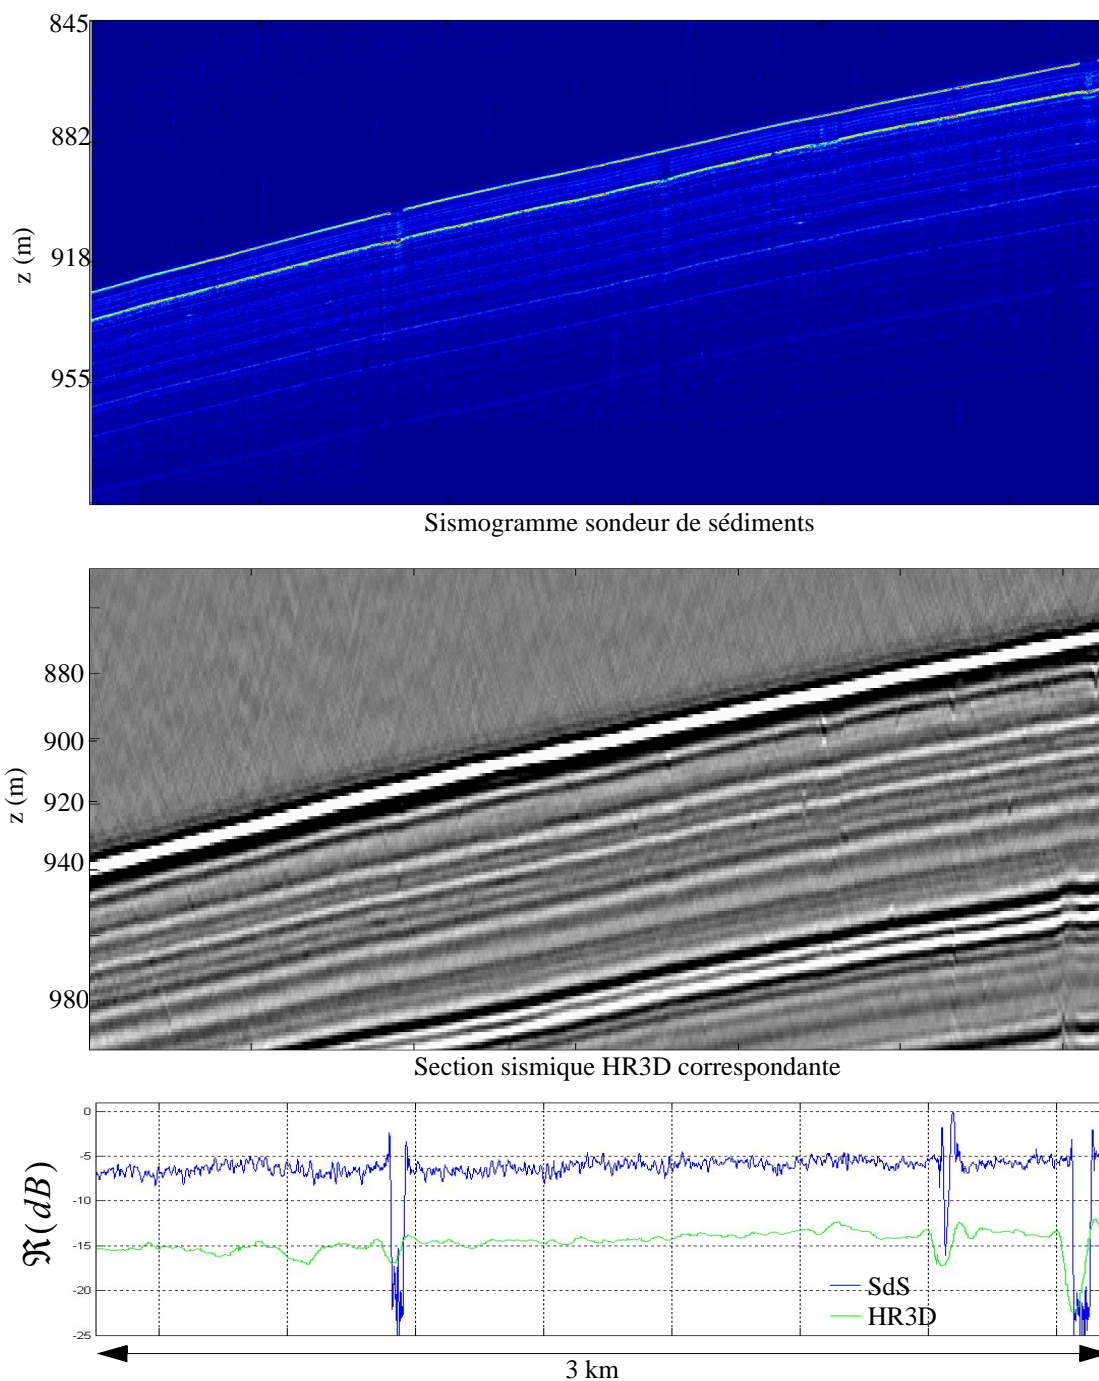 845
882
918
955
z (m)
Sismogramme sondeur de sédiments
880
900
920
940
980
z (m)
Section sismique HR3D correspondante
0
-5
-10
-15
-20
-25
ℜ(dB)
SdS
HR3D
3 km